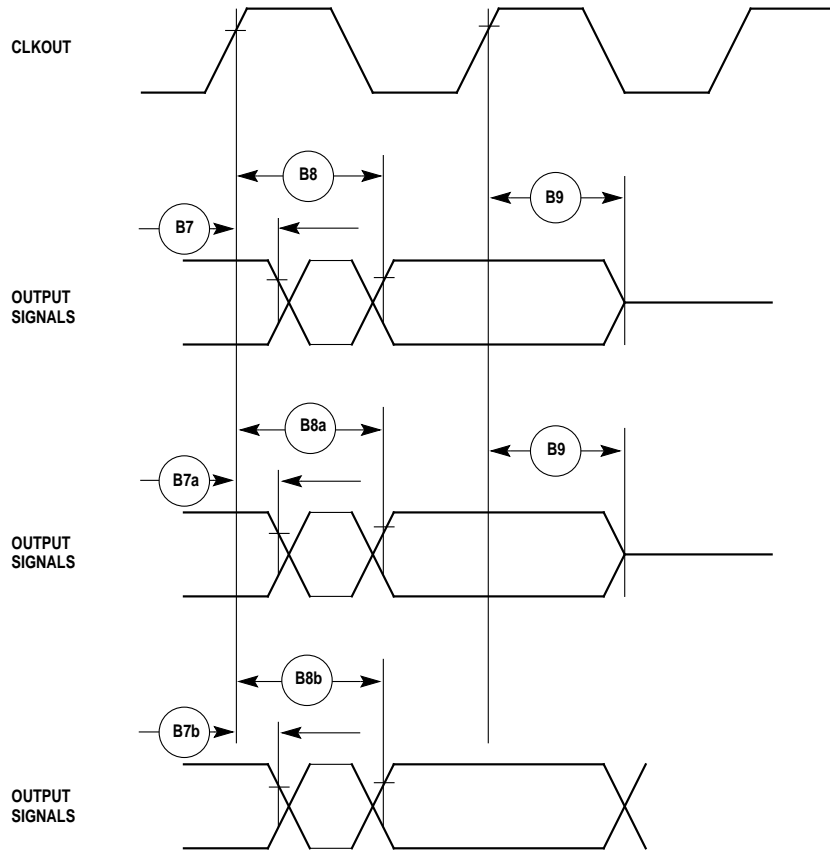 CLKOUT
B8
B9
B7
OUTPUT
SIGNALS
B8a
B9
B7a
OUTPUT
SIGNALS
B8b
B7b
OUTPUT
SIGNALS